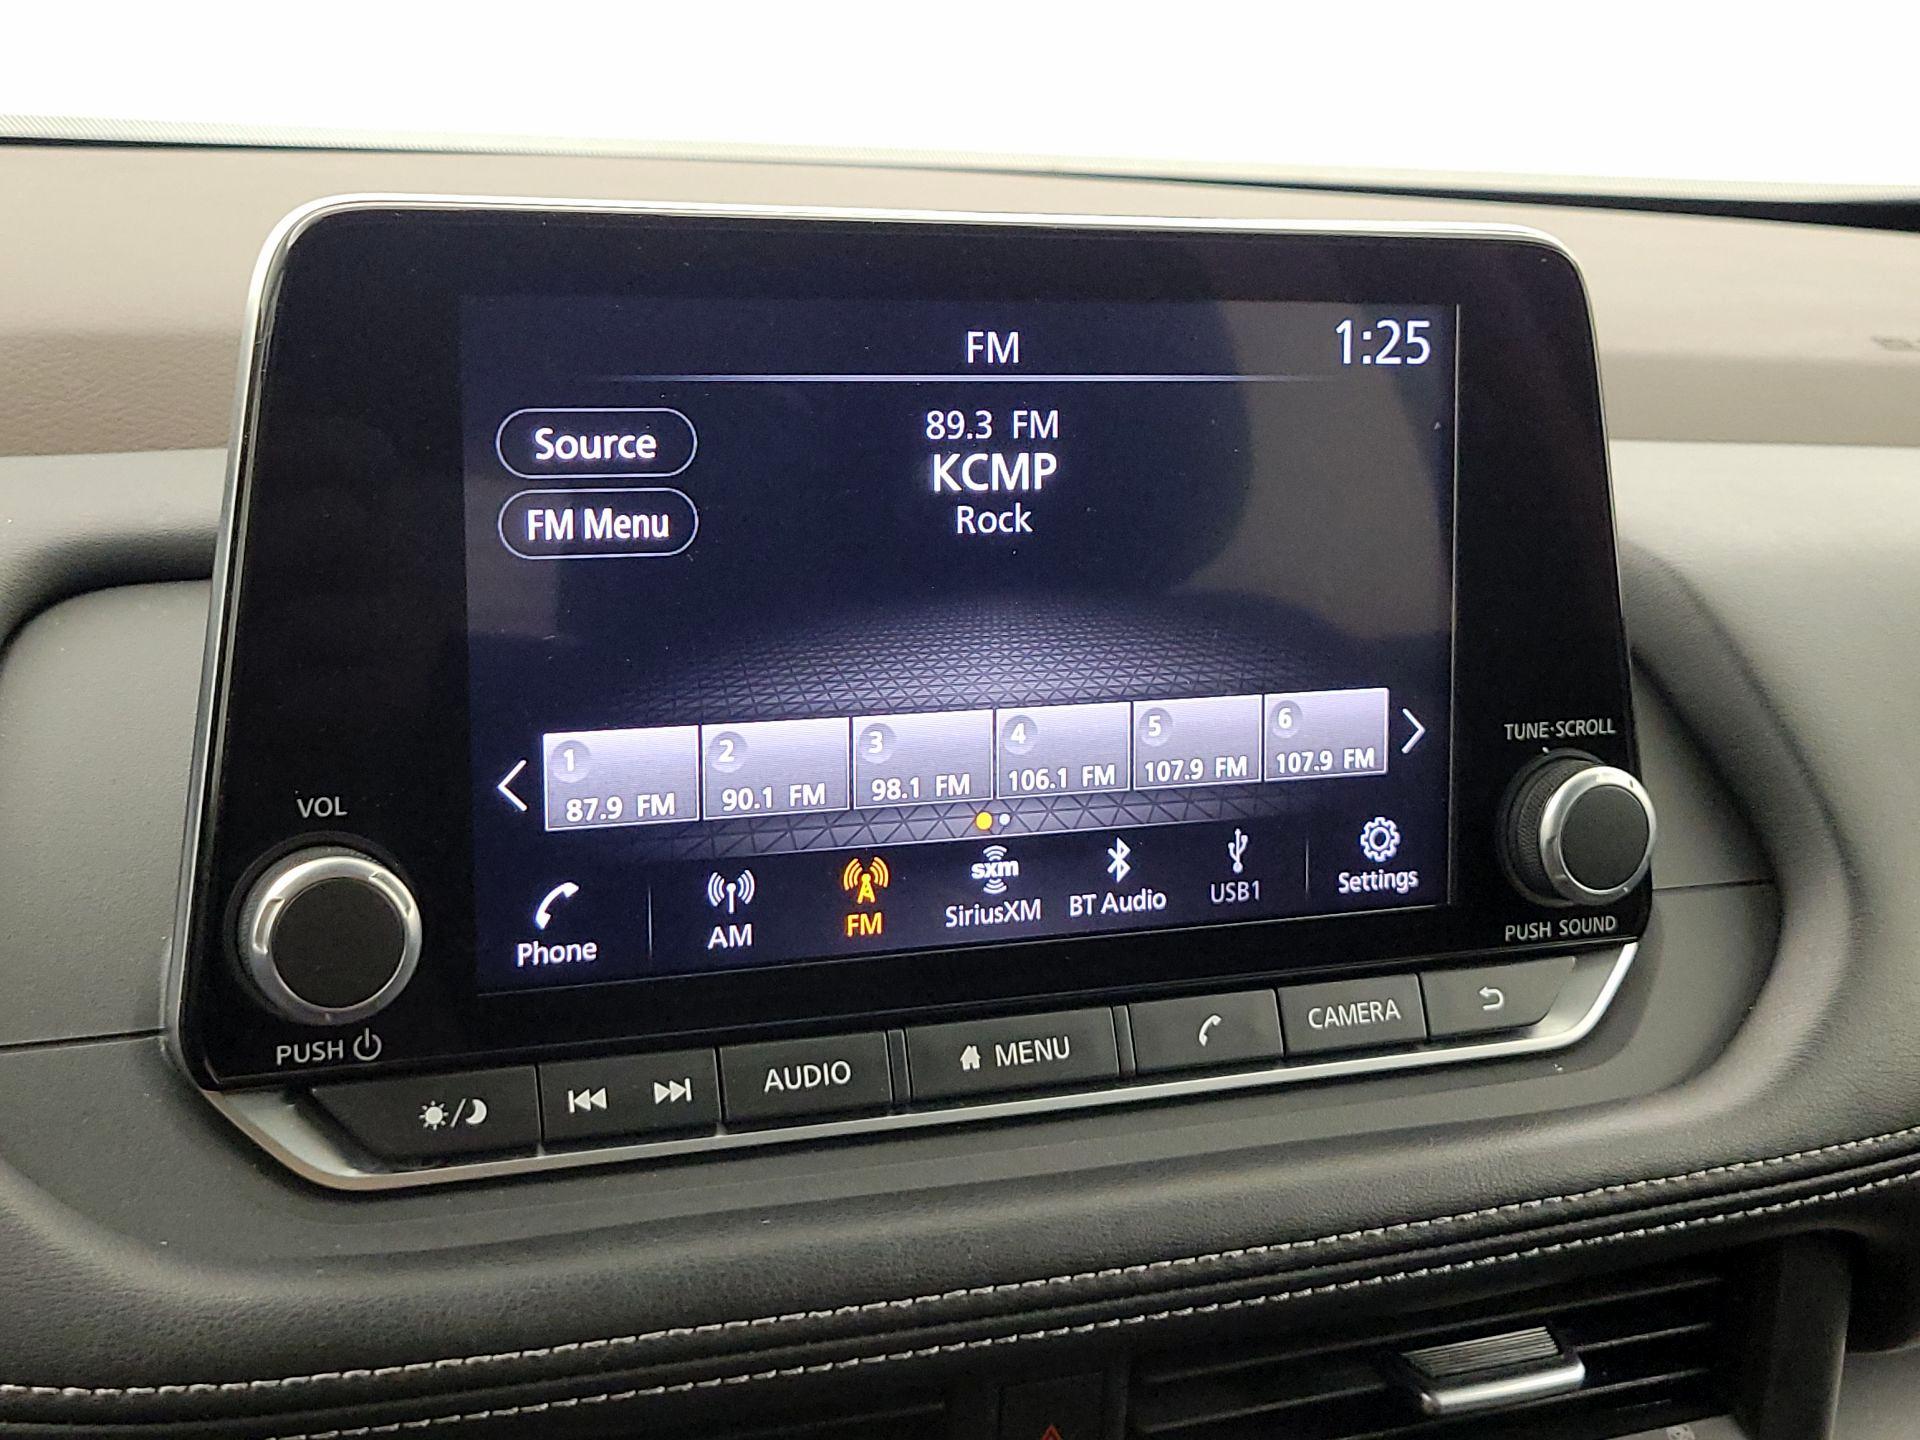 FM
1:25
Source
89.3 FM
KCMP
FM Menu
Rock
1
2
3
4
5
6
87.9 FM
90.1 FM
98.1 FM
106.1 FM
107.9 FM
107.9 FM
TUNE·SCROLL
VOL
sxm
Phone
AM
FM
SiriusXM
BT Audio
USB1
Settings
PUSH SOUND
PUSH
AUDIO
MENU
CAMERA